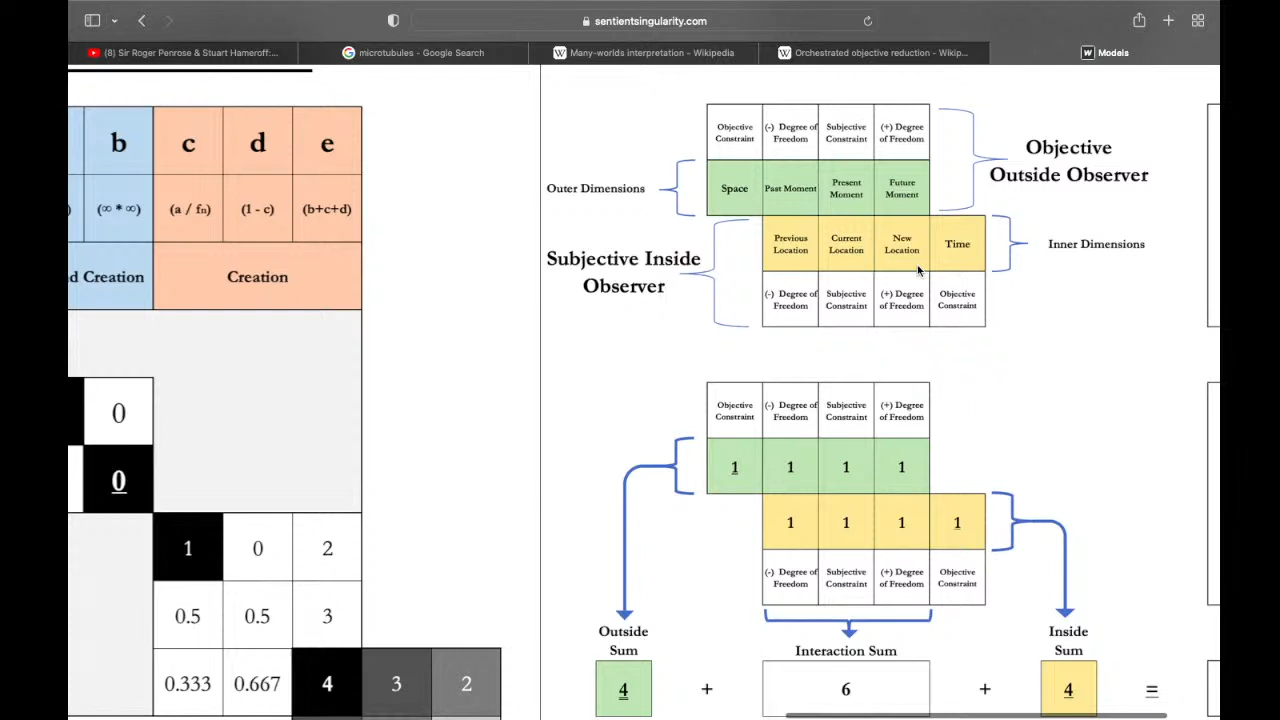 sentientsingularity.com
(8) Sir Roger Penrose & Stuart Hameroff:...
microtubules - Google Search
W Many-worlds interpretation - Wikipedia
W Orchestrated objective reduction - Wikip...
W Models
b c d e
(∞ * ∞) (a / fn) (1 - c) (b+c+d)
d Creation Creation
0
0
1 0 2
0.5 0.5 3
0.333 0.667 4 3 2
Objective Constraint
(-) Degree of Freedom
Subjective Constraint
(+) Degree of Freedom
Objective
Outside Observer
Outer Dimensions
Space
Past Moment
Present Moment
Future Moment
Subjective Inside
Observer
Previous Location
Current Location
New Location
Time
Inner Dimensions
(-) Degree of Freedom
Subjective Constraint
(+) Degree of Freedom
Objective Constraint
Objective Constraint
(-) Degree of Freedom
Subjective Constraint
(+) Degree of Freedom
1 1 1 1
1 1 1 1
(-) Degree of Freedom
Subjective Constraint
(+) Degree of Freedom
Objective Constraint
Outside
Sum
Interaction Sum
Inside
Sum
4 + 6 + 4 =